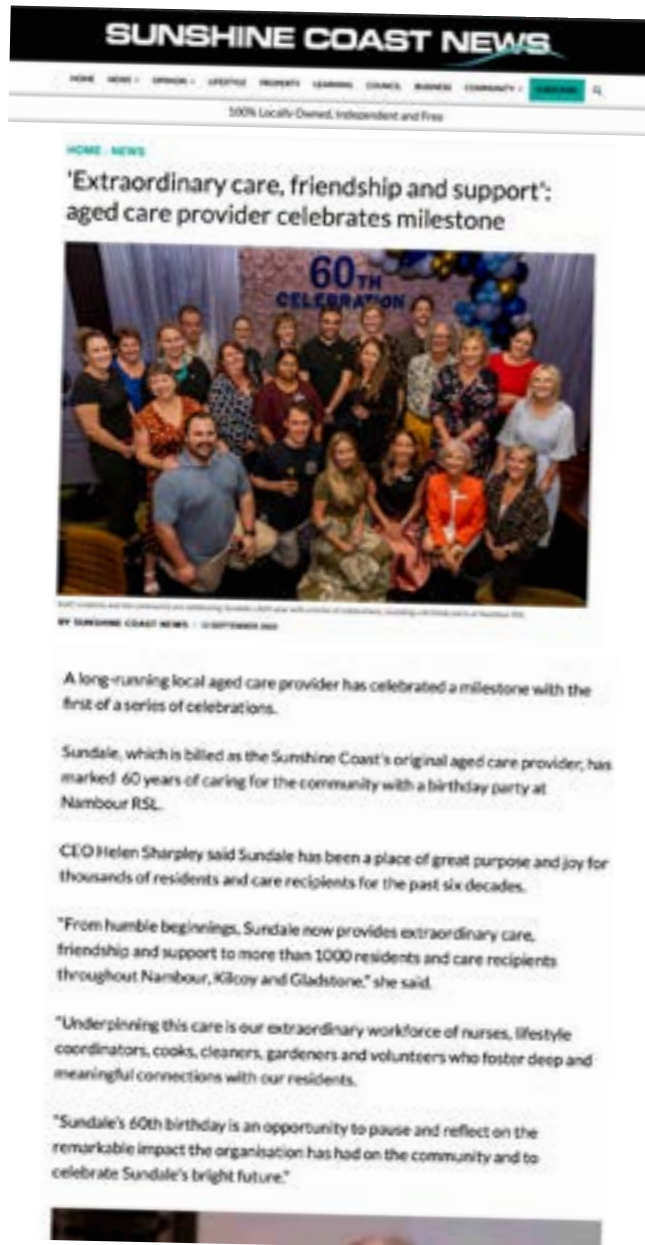 SUNSHINE COAST NEWS
HOME NEWS OPINION LIFESTYLE PROPERTY LEARNING COUNCIL BUSINESS COMMUNITY SUBSCRIBE
100% Locally Owned, Independent and Free
HOME NEWS
'Extraordinary care, friendship and support':
aged care provider celebrates milestone
60TH
CELEBRATION
BY SUNSHINE COAST NEWS
A long-running local aged care provider has celebrated a milestone with the
first of a series of celebrations.
Sundale, which is billed as the Sunshine Coast's original aged care provider, has
marked 60 years of caring for the community with a birthday party at
Nambour RSL.
CEO Helen Sharpley said Sundale has been a place of great purpose and joy for
thousands of residents and care recipients for the past six decades.
"From humble beginnings, Sundale now provides extraordinary care,
friendship and support to more than 1000 residents and care recipients
throughout Nambour, Kilcoy and Gladstone," she said.
"Underpinning this care is our extraordinary workforce of nurses, lifestyle
coordinators, cooks, cleaners, gardeners and volunteers who foster deep and
meaningful connections with our residents.
"Sundale's 60th birthday is an opportunity to pause and reflect on the
remarkable impact the organisation has had on the community and to
celebrate Sundale's bright future."